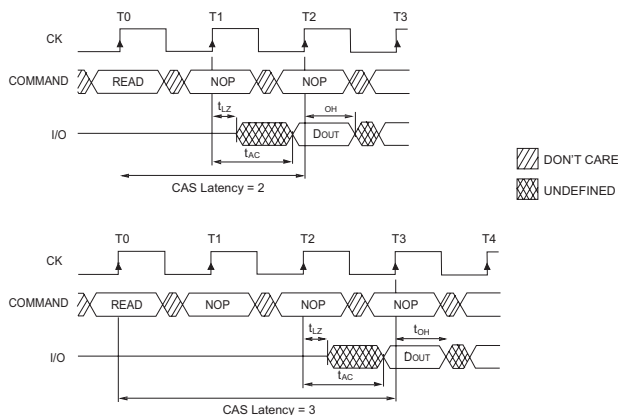 T0 T1 T2 T3
CK
COMMAND READ NOP NOP
tLZ OH
I/O DOUT
tAC
CAS Latency = 2
DON'T CARE
UNDEFINED
T0 T1 T2 T3 T4
CK
COMMAND READ NOP NOP NOP
tLZ tOH
I/O DOUT
tAC
CAS Latency = 3